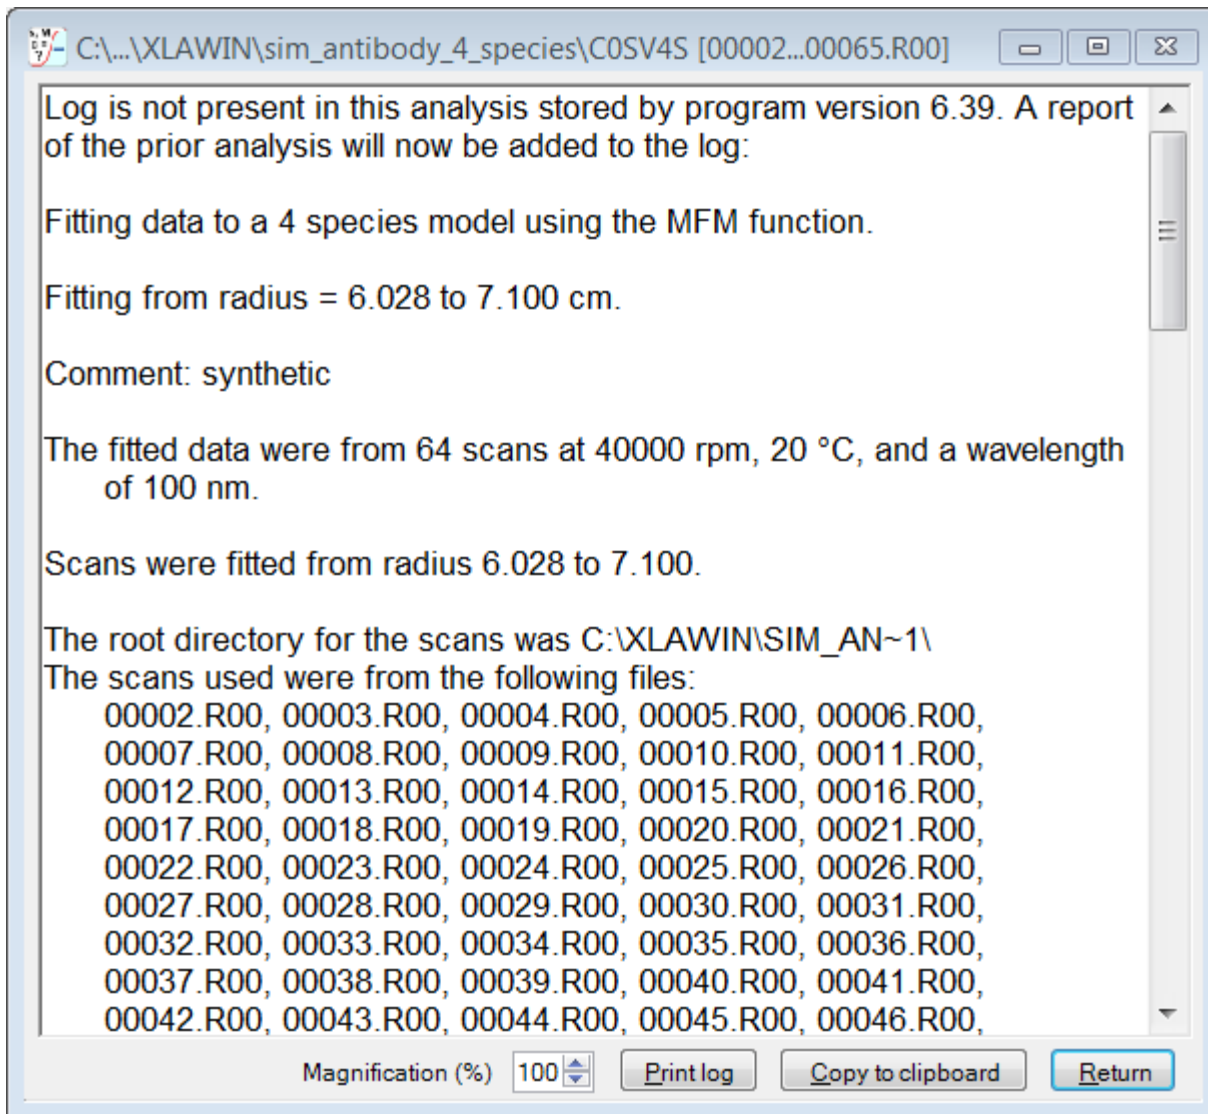 C:\...\XLAWIN\sim_antibody_4_species\C0SV4S [00002...00065.R00]
Log is not present in this analysis stored by program version 6.39. A report
of the prior analysis will now be added to the log:
Fitting data to a 4 species model using the MFM function.
Fitting from radius = 6.028 to 7.100 cm.
Comment: synthetic
The fitted data were from 64 scans at 40000 rpm, 20 °C, and a wavelength
of 100 nm.
Scans were fitted from radius 6.028 to 7.100.
The root directory for the scans was C:\XLAWIN\SIM_AN~1\
The scans used were from the following files:
00002.R00, 00003.R00, 00004.R00, 00005.R00, 00006.R00,
00007.R00, 00008.R00, 00009.R00, 00010.R00, 00011.R00,
00012.R00, 00013.R00, 00014.R00, 00015.R00, 00016.R00,
00017.R00, 00018.R00, 00019.R00, 00020.R00, 00021.R00,
00022.R00, 00023.R00, 00024.R00, 00025.R00, 00026.R00,
00027.R00, 00028.R00, 00029.R00, 00030.R00, 00031.R00,
00032.R00, 00033.R00, 00034.R00, 00035.R00, 00036.R00,
00037.R00, 00038.R00, 00039.R00, 00040.R00, 00041.R00,
00042.R00, 00043.R00, 00044.R00, 00045.R00, 00046.R00,
Magnification (%) 100 Print log Copy to clipboard Return